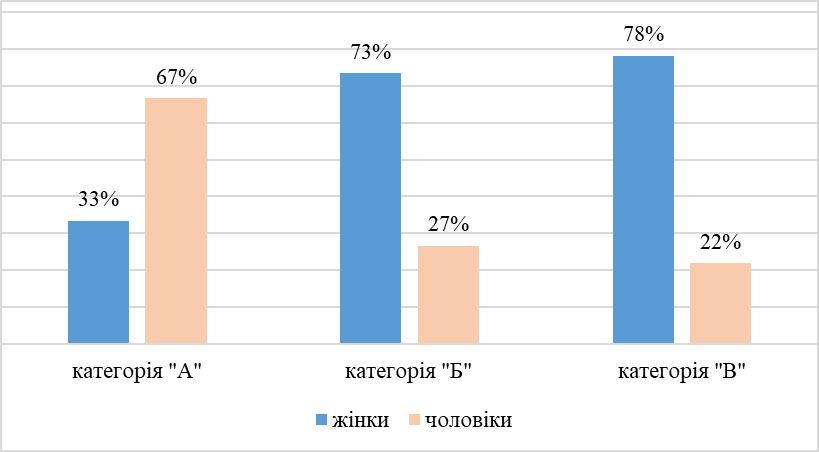 78%
73%
67%
33%
27%
22%
категорія "А"
категорія "Б"
категорія "В"
жінки
чоловіки